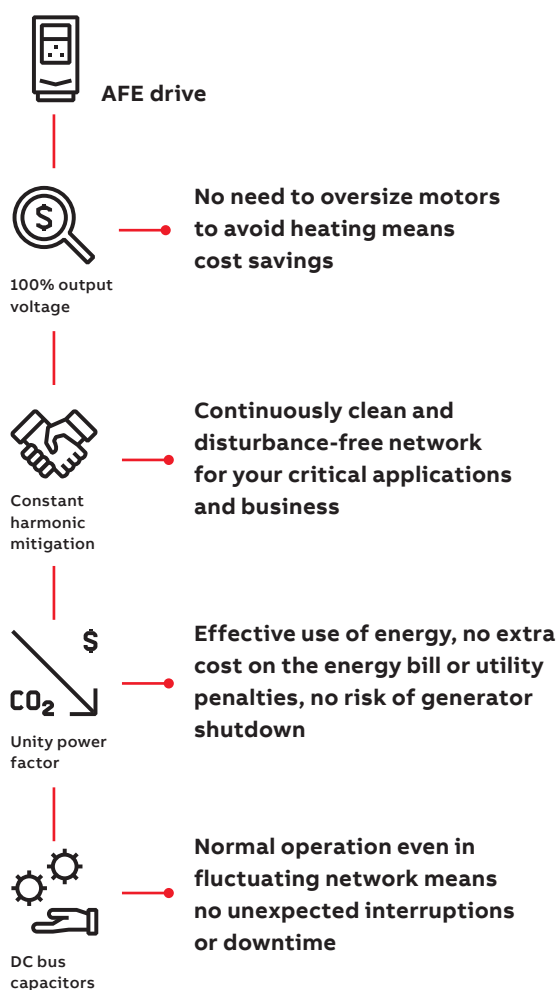 AFE drive
$
100% output
voltage
No need to oversize motors
to avoid heating means
cost savings
Constant
harmonic
mitigation
Continuously clean and
disturbance-free network
for your critical applications
and business
$
CO₂
Unity power
factor
Effective use of energy, no extra
cost on the energy bill or utility
penalties, no risk of generator
shutdown
DC bus
capacitors
Normal operation even in
fluctuating network means
no unexpected interruptions
or downtime